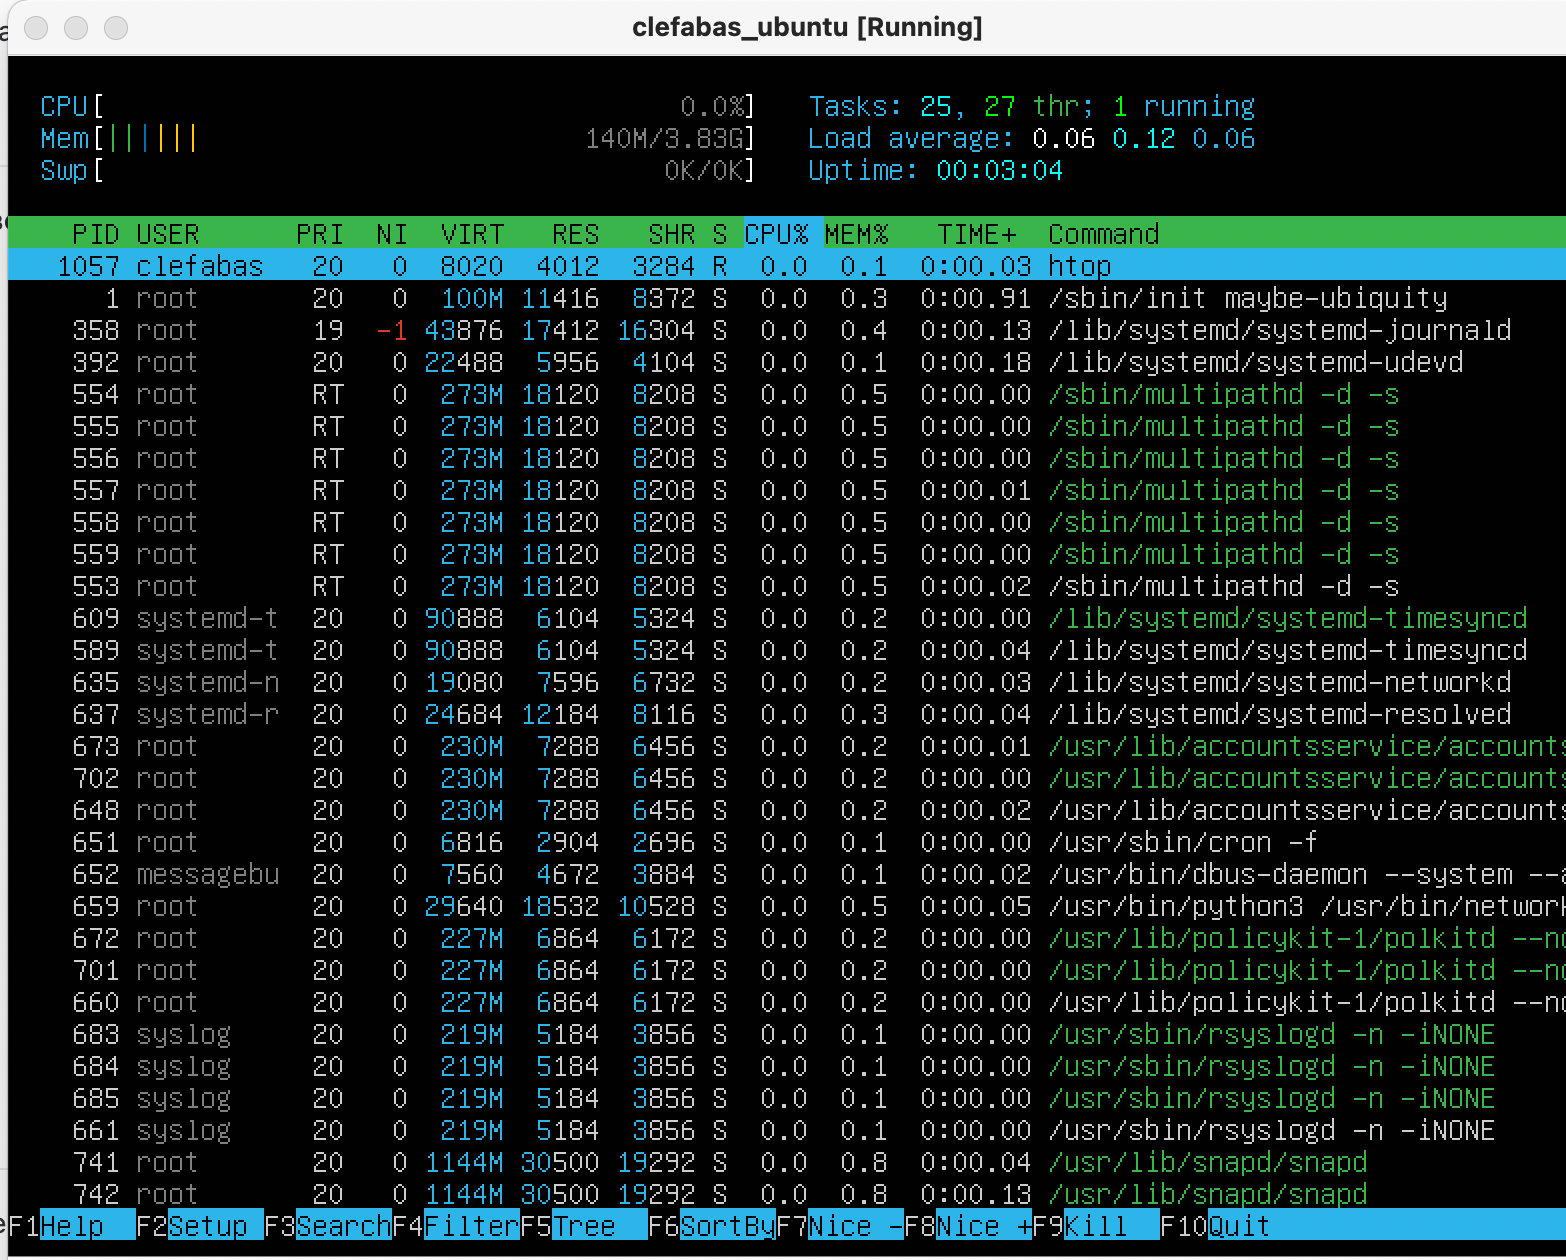 clefabas_ubuntu [Running]
CPU[ 0.0%] Tasks: 25, 27 thr; 1 running
Mem[||||||| 140M/3.83G] Load average: 0.06 0.12 0.06
Swp[ 0K/0K] Uptime: 00:03:04
PID USER PRI NI VIRT RES SHR S CPU% MEM% TIME+ Command
1057 clefabas 20 0 8020 4012 3284 R 0.0 0.1 0:00.03 htop
1 root 20 0 100M 11416 8372 S 0.0 0.3 0:00.91 /sbin/init maybe-ubiquity
358 root 19 -1 43876 17412 16304 S 0.0 0.4 0:00.13 /lib/systemd/systemd-journald
392 root 20 0 22488 5956 4104 S 0.0 0.1 0:00.18 /lib/systemd/systemd-udevd
554 root RT 0 273M 18120 8208 S 0.0 0.5 0:00.00 /sbin/multipathd -d -s
555 root RT 0 273M 18120 8208 S 0.0 0.5 0:00.00 /sbin/multipathd -d -s
556 root RT 0 273M 18120 8208 S 0.0 0.5 0:00.00 /sbin/multipathd -d -s
557 root RT 0 273M 18120 8208 S 0.0 0.5 0:00.01 /sbin/multipathd -d -s
558 root RT 0 273M 18120 8208 S 0.0 0.5 0:00.00 /sbin/multipathd -d -s
559 root RT 0 273M 18120 8208 S 0.0 0.5 0:00.00 /sbin/multipathd -d -s
553 root RT 0 273M 18120 8208 S 0.0 0.5 0:00.02 /sbin/multipathd -d -s
609 systemd-t 20 0 90888 6104 5324 S 0.0 0.2 0:00.00 /lib/systemd/systemd-timesyncd
589 systemd-t 20 0 90888 6104 5324 S 0.0 0.2 0:00.04 /lib/systemd/systemd-timesyncd
635 systemd-n 20 0 19080 7596 6732 S 0.0 0.2 0:00.03 /lib/systemd/systemd-networkd
637 systemd-r 20 0 24684 12184 8116 S 0.0 0.3 0:00.04 /lib/systemd/systemd-resolved
673 root 20 0 230M 7288 6456 S 0.0 0.2 0:00.01 /usr/lib/accountsservice/accounts
702 root 20 0 230M 7288 6456 S 0.0 0.2 0:00.00 /usr/lib/accountsservice/accounts
648 root 20 0 230M 7288 6456 S 0.0 0.2 0:00.02 /usr/lib/accountsservice/accounts
651 root 20 0 6816 2904 2696 S 0.0 0.1 0:00.00 /usr/sbin/cron -f
652 messagebu 20 0 7560 4672 3884 S 0.0 0.1 0:00.02 /usr/bin/dbus-daemon --system --a
659 root 20 0 29640 18532 10528 S 0.0 0.5 0:00.05 /usr/bin/python3 /usr/bin/network
672 root 20 0 227M 6864 6172 S 0.0 0.2 0:00.00 /usr/lib/policykit-1/polkitd --no
701 root 20 0 227M 6864 6172 S 0.0 0.2 0:00.00 /usr/lib/policykit-1/polkitd --no
660 root 20 0 227M 6864 6172 S 0.0 0.2 0:00.00 /usr/lib/policykit-1/polkitd --no
683 syslog 20 0 219M 5184 3856 S 0.0 0.1 0:00.00 /usr/sbin/rsyslogd -n -iNONE
684 syslog 20 0 219M 5184 3856 S 0.0 0.1 0:00.00 /usr/sbin/rsyslogd -n -iNONE
685 syslog 20 0 219M 5184 3856 S 0.0 0.1 0:00.00 /usr/sbin/rsyslogd -n -iNONE
661 syslog 20 0 219M 5184 3856 S 0.0 0.1 0:00.00 /usr/sbin/rsyslogd -n -iNONE
741 root 20 0 1144M 30500 19292 S 0.0 0.8 0:00.04 /usr/lib/snapd/snapd
742 root 20 0 1144M 30500 19292 S 0.0 0.8 0:00.13 /usr/lib/snapd/snapd
F1Help F2Setup F3SearchF4FilterF5Tree F6SortByF7Nice -F8Nice +F9Kill F10Quit